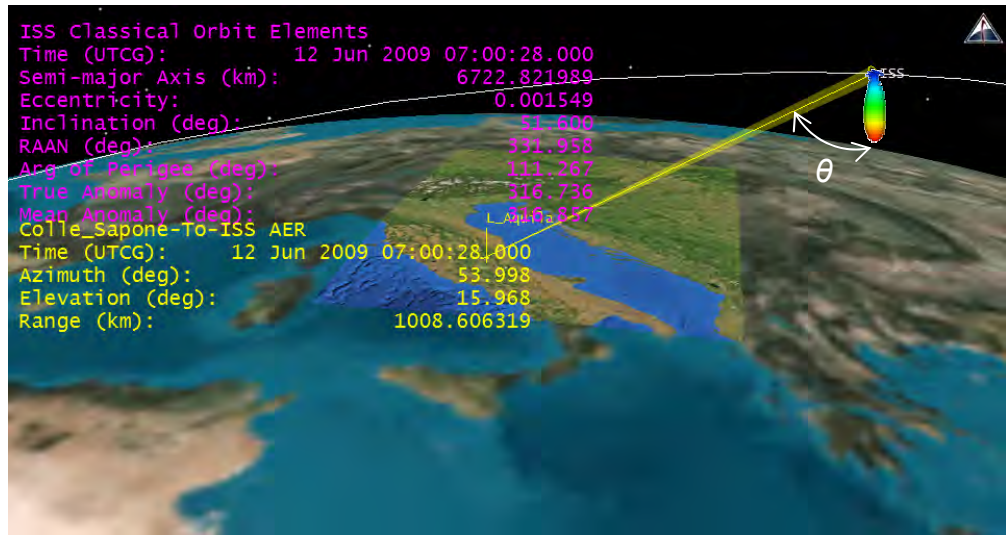 ISS Classical Orbit Elements
Time (UTCG): 12 Jun 2009 07:00:28.000
Semi-major Axis (km): 6722.821989
Eccentricity: 0.001549
Inclination (deg): 51.600
RAAN (deg): 331.958
Arg of Perigee (deg): 111.267
True Anomaly (deg): 316.736
Mean Anomaly (deg):
Colle_Sapone-To-ISS AER
Time (UTCG): 12 Jun 2009 07:00:28.000
Azimuth (deg): 53.998
Elevation (deg): 15.968
Range (km): 1008.606319
L_Aquila
ISS
θ